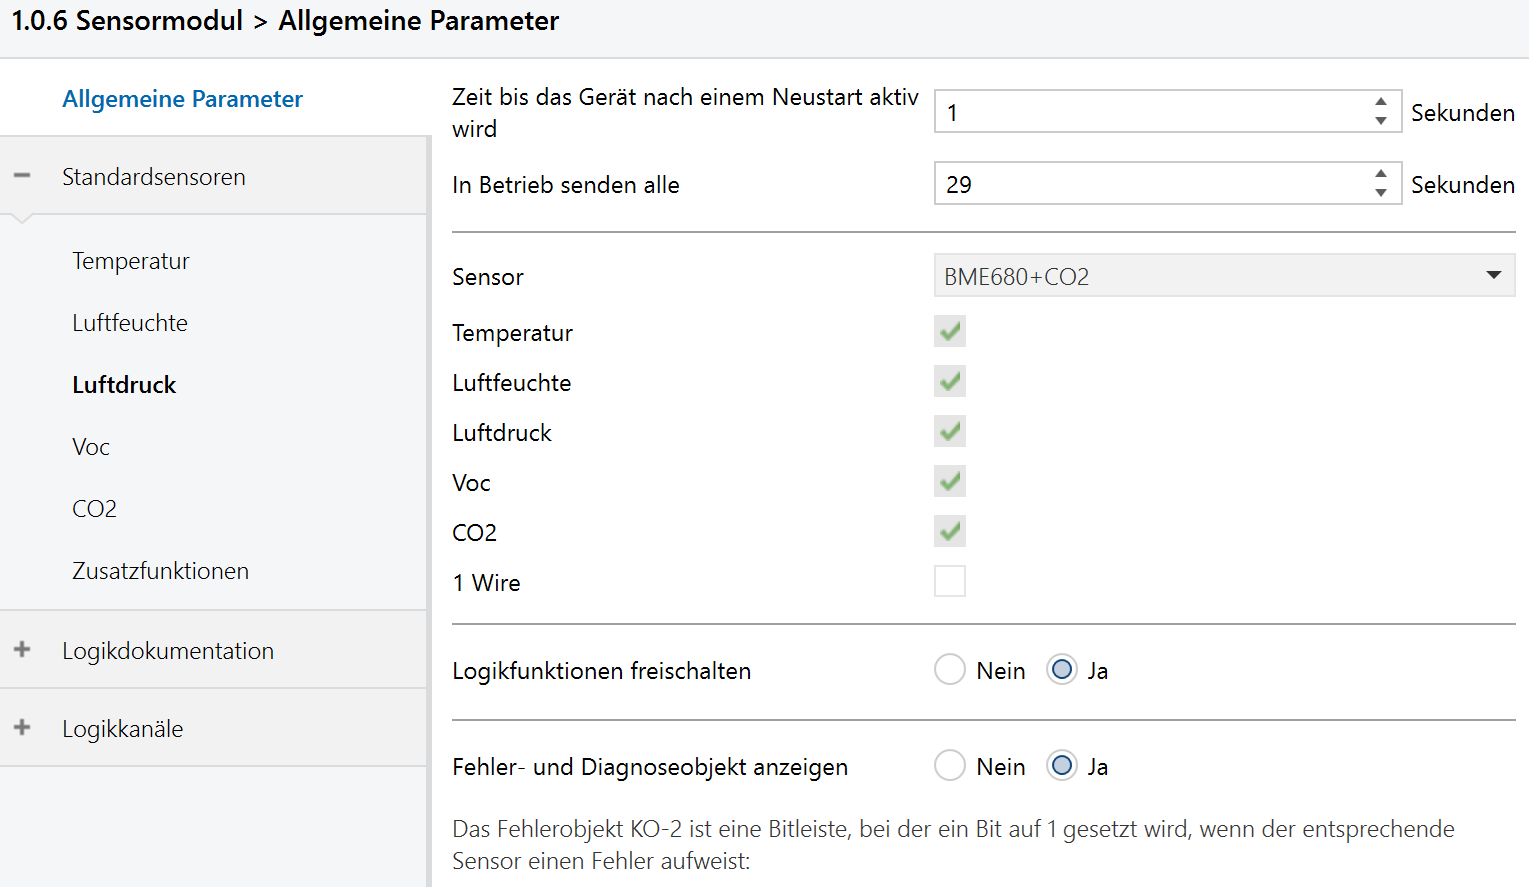 1.0.6 Sensormodul > Allgemeine Parameter
Allgemeine Parameter
Standardsensoren
Temperatur
Luftfeuchte
Luftdruck
Voc
CO2
Zusatzfunktionen
Logikdokumentation
Logikkanäle
Zeit bis das Gerät nach einem Neustart aktiv
wird
1 Sekunden
In Betrieb senden alle 29 Sekunden
Sensor BME680+CO2
Temperatur
Luftfeuchte
Luftdruck
Voc
CO2
1 Wire
Logikfunktionen freischalten Nein Ja
Fehler- und Diagnoseobjekt anzeigen Nein Ja
Das Fehlerobjekt KO-2 ist eine Bitleiste, bei der ein Bit auf 1 gesetzt wird, wenn der entsprechende
Sensor einen Fehler aufweist: